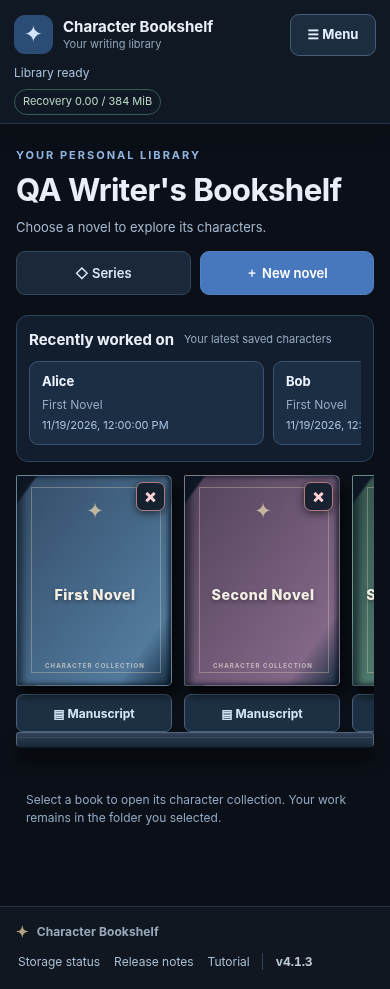 Character Bookshelf
Your writing library
☰ Menu
Library ready
Recovery 0.00 / 384 MiB
YOUR PERSONAL LIBRARY
QA Writer's Bookshelf
Choose a novel to explore its characters.
◇ Series
+ New novel
Recently worked on Your latest saved characters
Alice
First Novel
11/19/2026, 12:00:00 PM
Bob
First Novel
11/19/2026, 12:
First Novel
CHARACTER COLLECTION
Second Novel
CHARACTER COLLECTION
S
▤ Manuscript
▤ Manuscript
Select a book to open its character collection. Your work
remains in the folder you selected.
Character Bookshelf
Storage status Release notes Tutorial v4.1.3